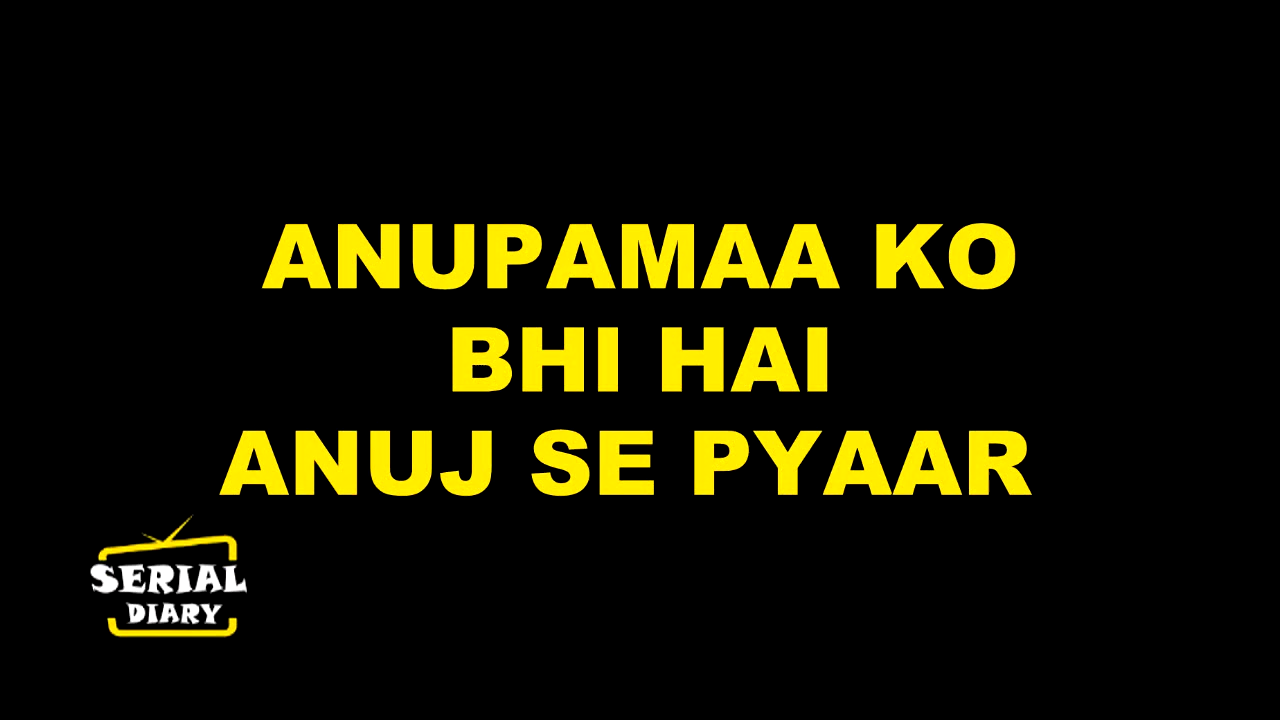 ANUPAMAA KO
BHI HAI
ANUJ SE PYAAR
SERIAL
DIARY